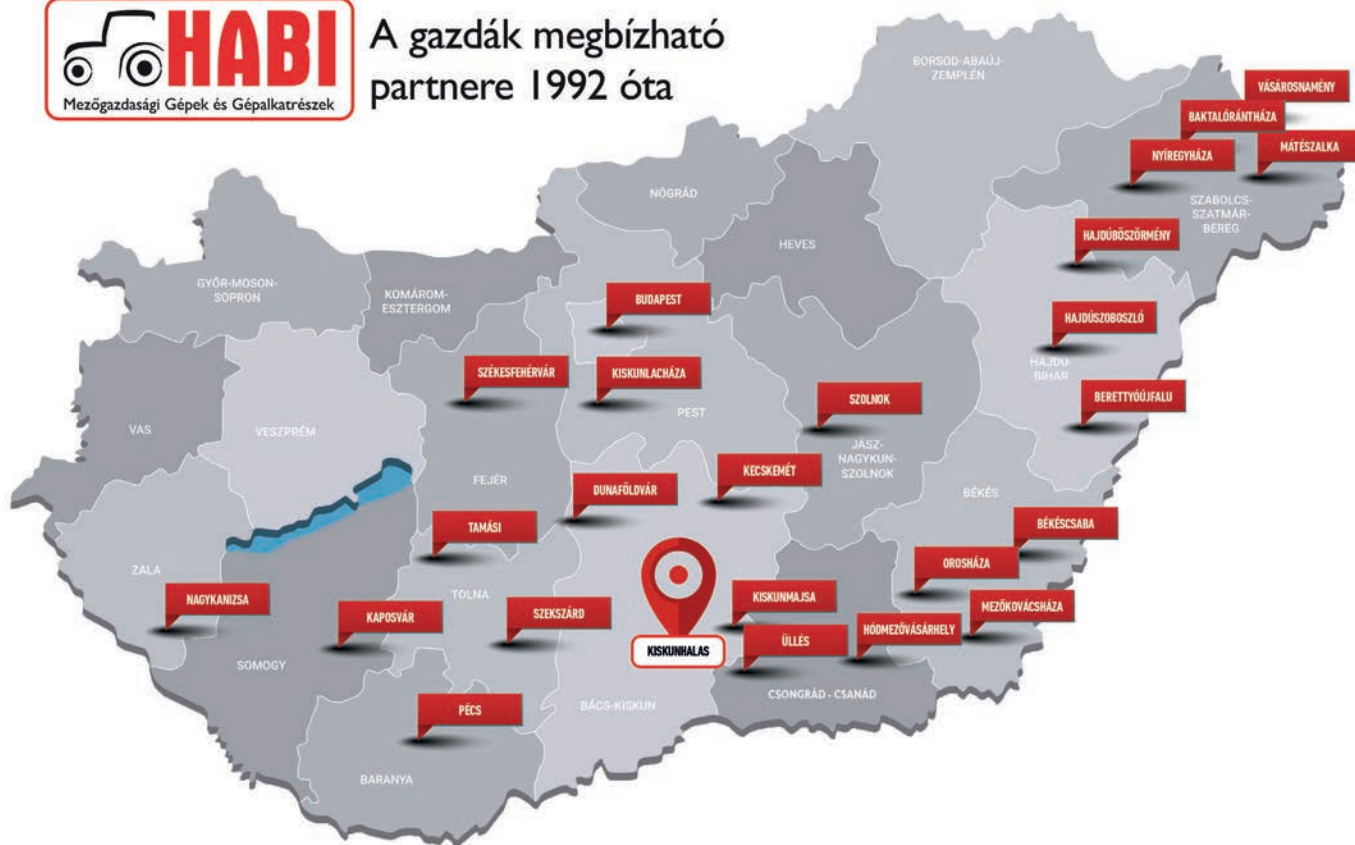 HABI
Mezőgazdasági Gépek és Gépalkatrészek
A gazdák megbízható
partnere 1992 óta
BORSOD-ABAÚJ-
ZEMPLÉN
VÁSÁROSNAMÉNY
BAKTALÓRÁNTHÁZA
NYÍREGYHÁZA
MÁTÉSZALKA
NÓGRÁD
SZABOLCS-
SZATMÁR-
BEREG
HEVES
HAJDÚBÖSZÖRMÉNY
GYŐR-MOSON-
SOPRON
KOMÁROM-
ESZTERGOM
BUDAPEST
HAJDÚSZOBOSZLÓ
HAJDÚ-
BIHAR
SZÉKESFEHÉRVÁR
KISKUNLACHÁZA
SZOLNOK
BERETTYÓÚJFALU
PEST
VAS
VESZPRÉM
JÁSZ-
NAGYKUN-
SZOLNOK
FEJÉR
KECSKEMÉT
DUNAFÖLDVÁR
BÉKÉS
TAMÁSI
BÉKÉSCSABA
ZALA
OROSHÁZA
NAGYKANIZSA
TOLNA
KISKUNMAJSA
MEZŐKOVÁCSHÁZA
KAPOSVÁR
SZEKSZÁRD
HÓDMEZŐVÁSÁRHELY
ÜLLÉS
KISKUNHALAS
SOMOGY
CSONGRÁD - CSANÁD
PÉCS
BÁCS-KISKUN
BARANYA